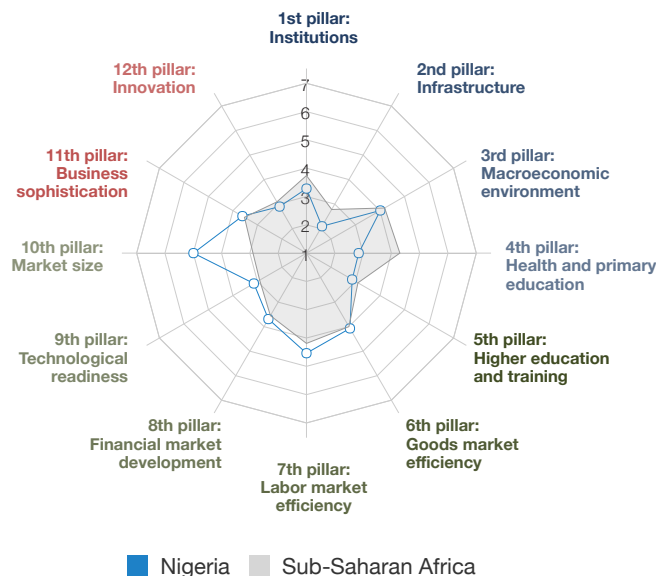 1st pillar:
Institutions
2nd pillar:
Infrastructure
3rd pillar:
Macroeconomic
environment
4th pillar:
Health and primary
education
5th pillar:
Higher education
and training
6th pillar:
Goods market
efficiency
7th pillar:
Labor market
efficiency
8th pillar:
Financial market
development
9th pillar:
Technological
readiness
10th pillar:
Market size
11th pillar:
Business
sophistication
12th pillar:
Innovation
7
6
5
4
3
2
1
Nigeria
Sub-Saharan Africa